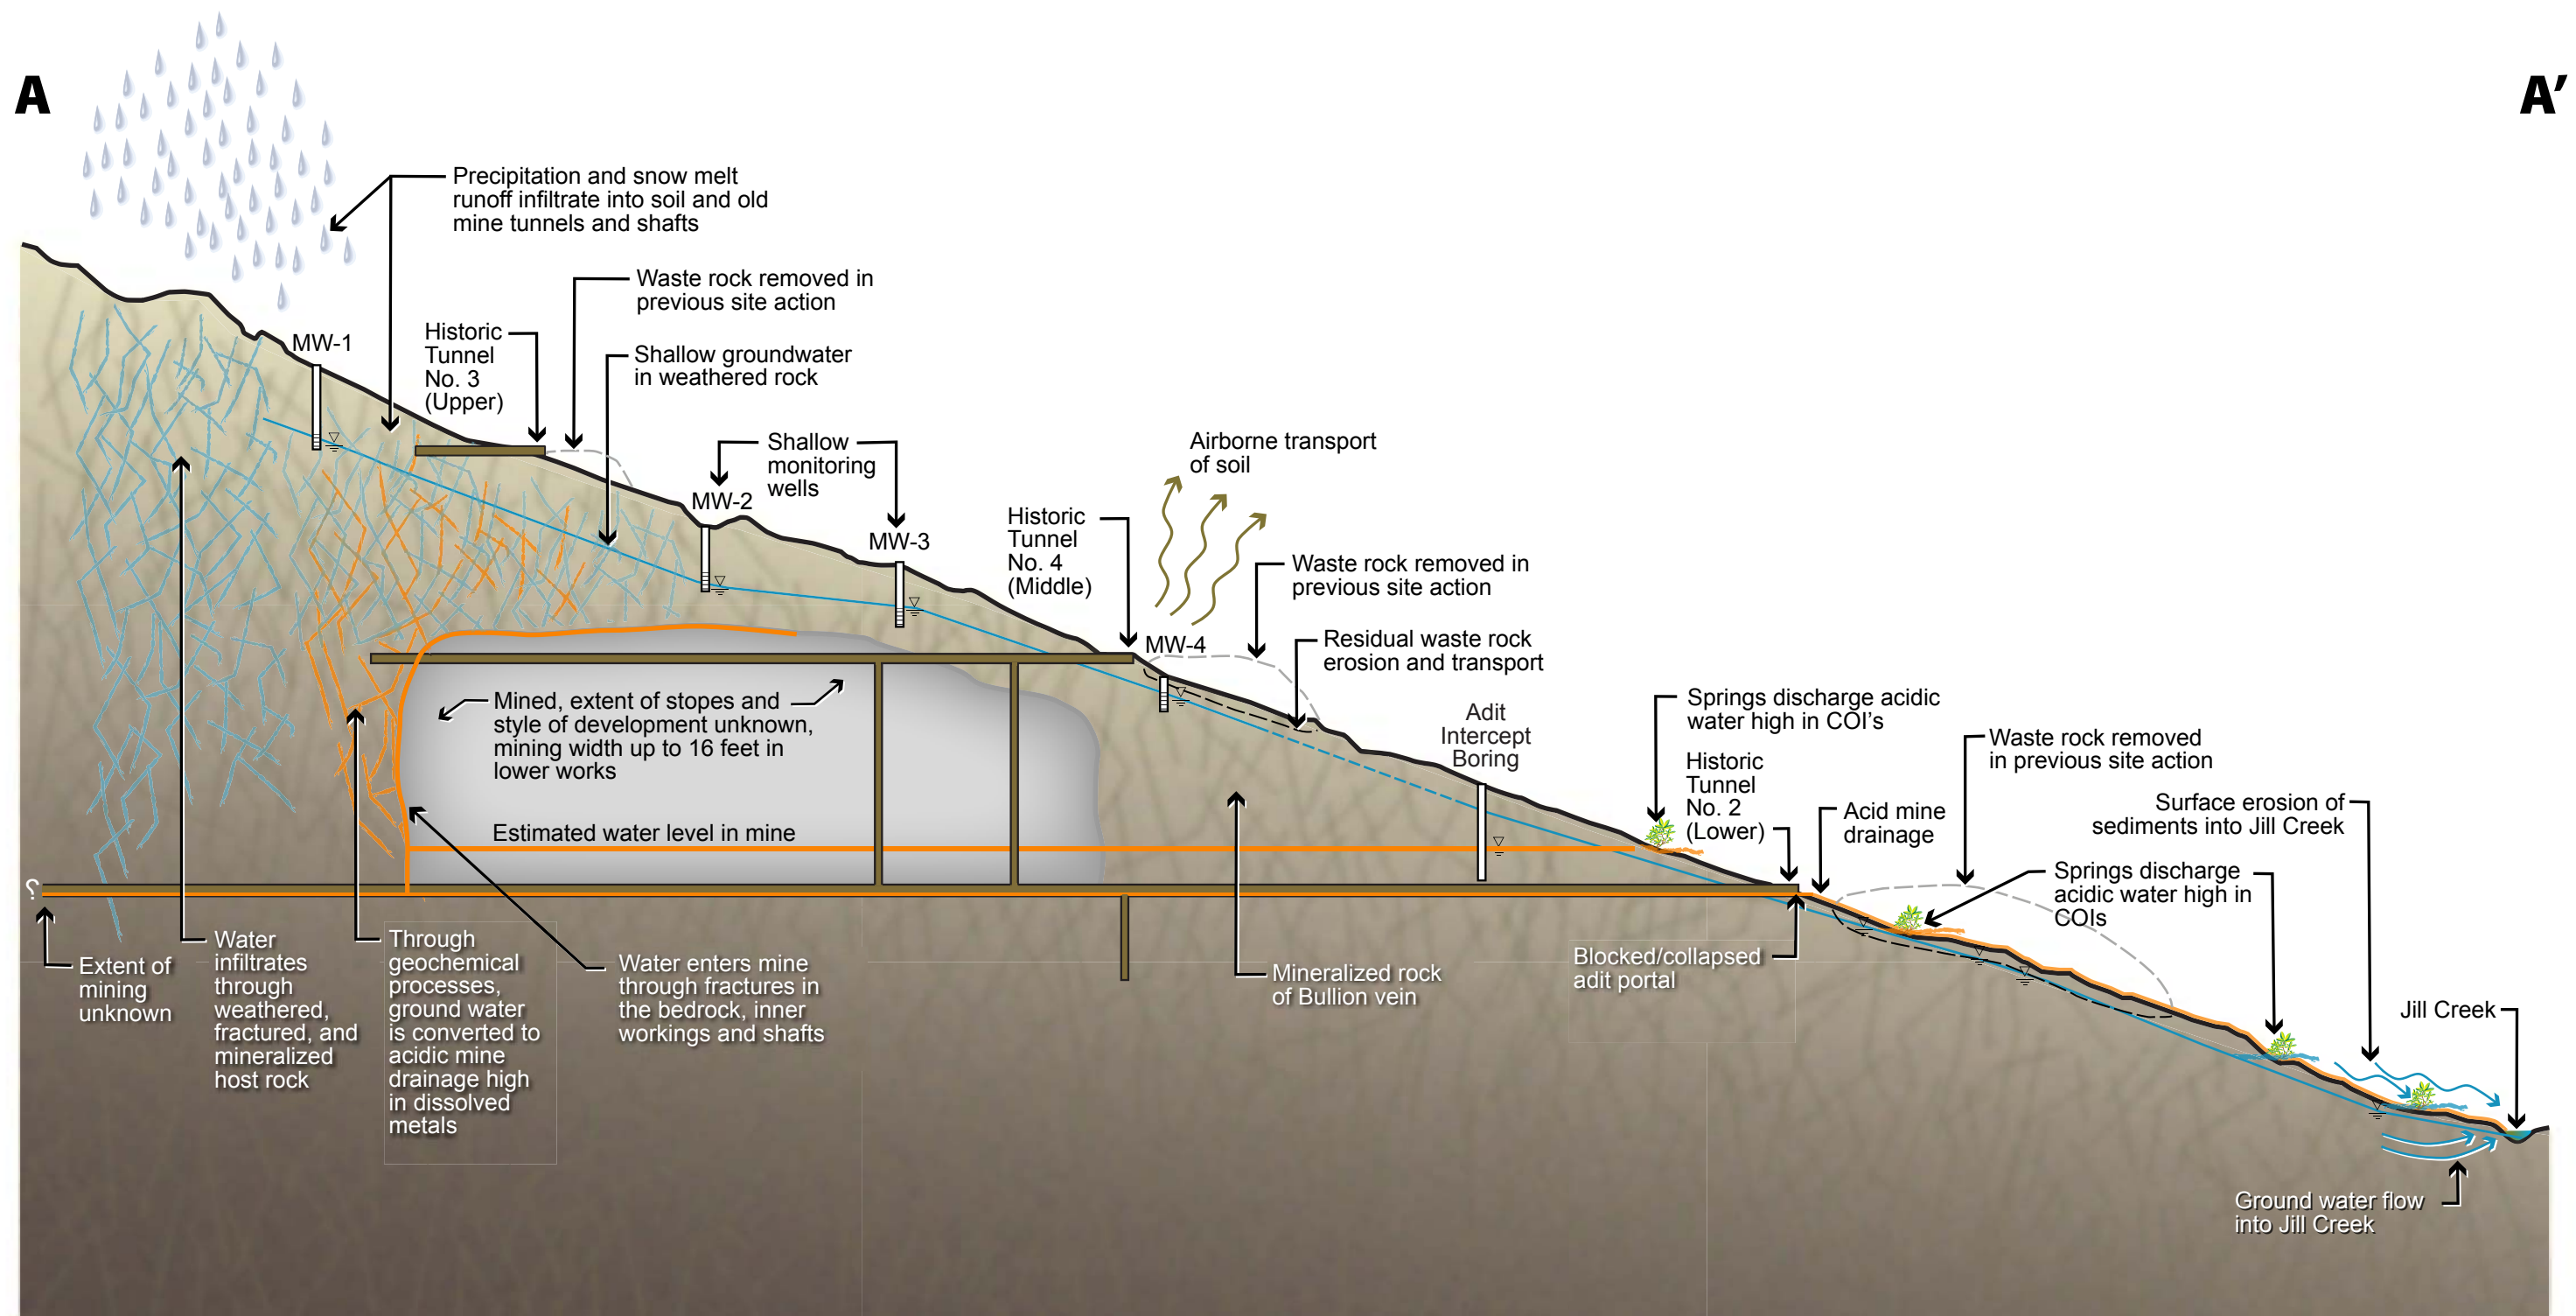 A
A’
Precipitation and snow melt
runoff infiltrate into soil and old
mine tunnels and shafts
Waste rock removed in
previous site action
Historic
Tunnel
No. 3
(Upper)
MW-1
Shallow groundwater
in weathered rock
Shallow
monitoring
wells
MW-2
MW-3
Airborne transport
of soil
Historic
Tunnel
No. 4
(Middle)
MW-4
Waste rock removed in
previous site action
Residual waste rock
erosion and transport
Adit
Intercept
Boring
Springs discharge acidic
water high in COI’s
Historic
Tunnel
No. 2
(Lower)
Acid mine
drainage
Waste rock removed
in previous site action
Surface erosion of
sediments into Jill Creek
Springs discharge
acidic water high in
COIs
Jill Creek
Mined, extent of stopes and
style of development unknown,
mining width up to 16 feet in
lower works
Estimated water level in mine
?
Extent of
mining
unknown
Water
infiltrates
through
weathered,
fractured, and
mineralized
host rock
Through
geochemical
processes,
ground water
is converted to
acidic mine
drainage high
in dissolved
metals
Water enters mine
through fractures in
the bedrock, inner
workings and shafts
Mineralized rock
of Bullion vein
Blocked/collapsed
adit portal
Ground water flow
into Jill Creek